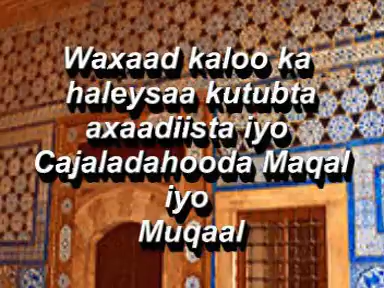 Waxaad kaloo ka
haleysaa kutubta
axaadiista iyo
Cajaladahooda Maqal
iyo
Muqaal